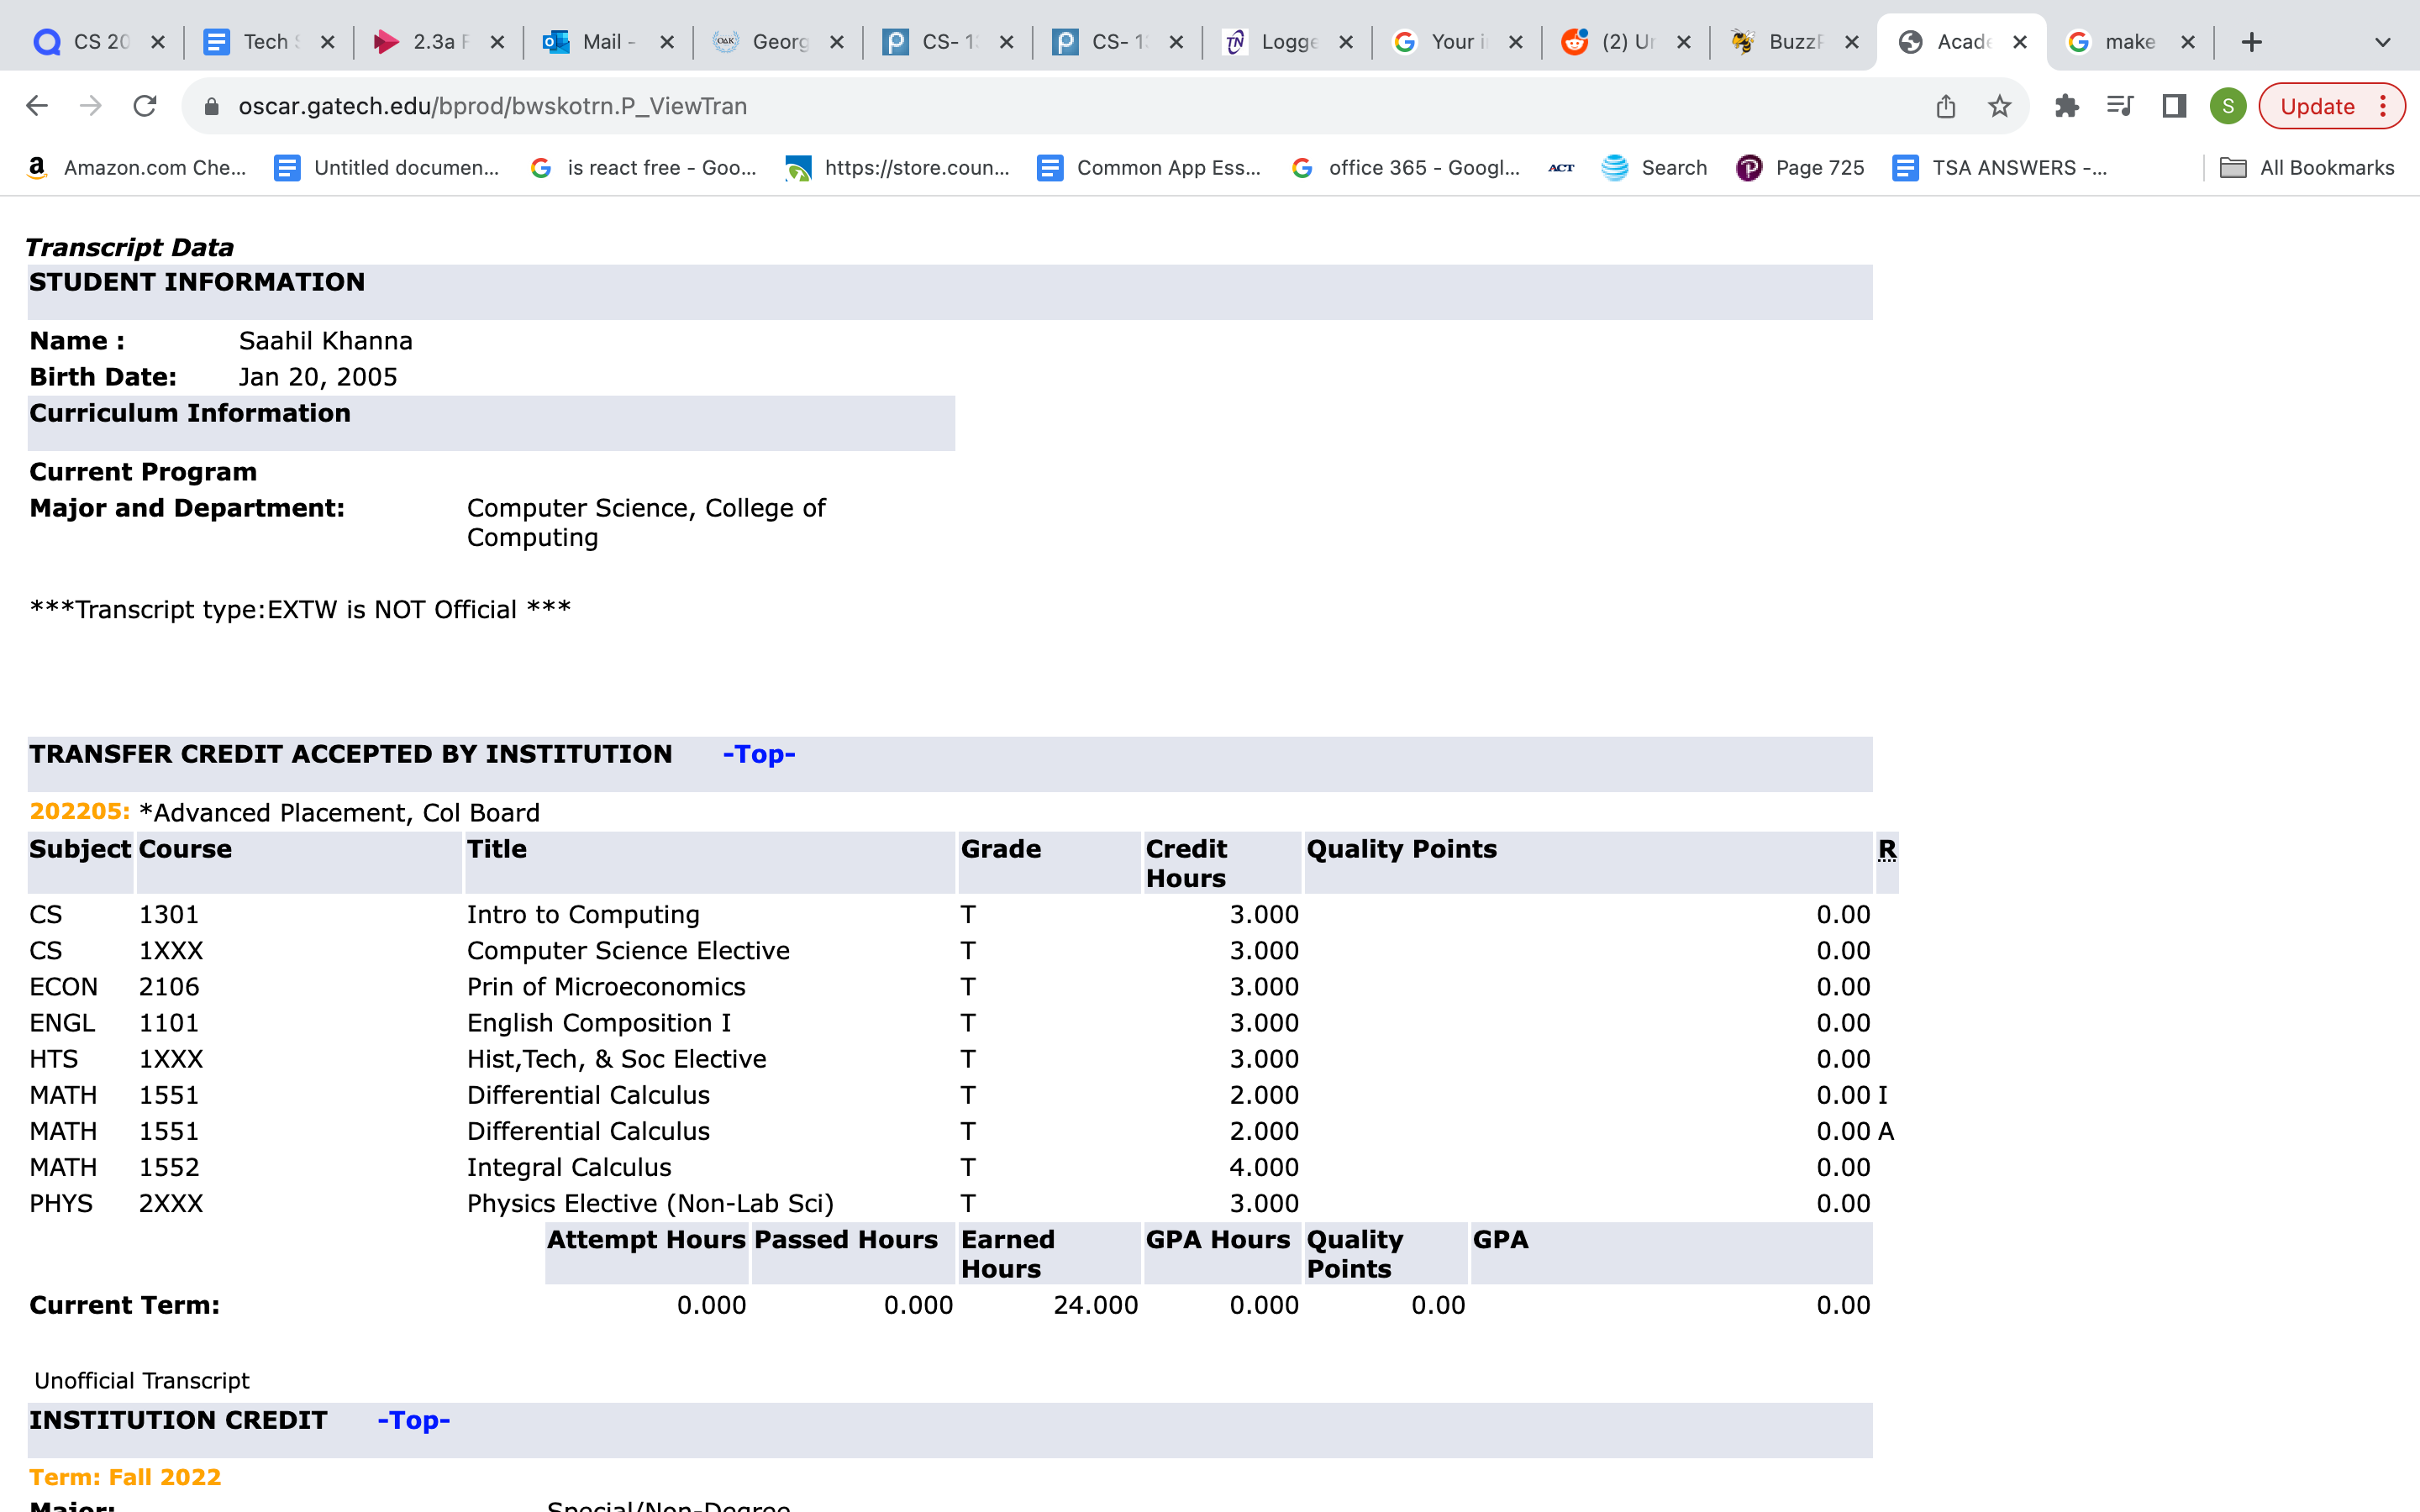 CS 20
Tech
2.3a
Mail -
Georg
CS- 1
CS- 1
Logge
Your i
(2) Ur
Buzz
Acade
make
oscar.gatech.edu/bprod/bwskotrn.P_ViewTran
S
Update
Amazon.com Che...
Untitled documen...
is react free - Goo...
https://store.coun...
Common App Ess...
office 365 - Googl...
ACT
Search
Page 725
TSA ANSWERS -...
All Bookmarks
Transcript Data
STUDENT INFORMATION
Name : Saahil Khanna
Birth Date: Jan 20, 2005
Curriculum Information
Current Program
Major and Department: Computer Science, College of
Computing
***Transcript type:EXTW is NOT Official ***
TRANSFER CREDIT ACCEPTED BY INSTITUTION -Top-
202205: *Advanced Placement, Col Board
Subject Course Title Grade Credit Hours Quality Points R
CS 1301 Intro to Computing T 3.000 0.00
CS 1XXX Computer Science Elective T 3.000 0.00
ECON 2106 Prin of Microeconomics T 3.000 0.00
ENGL 1101 English Composition I T 3.000 0.00
HTS 1XXX Hist,Tech, & Soc Elective T 3.000 0.00
MATH 1551 Differential Calculus T 2.000 0.00 I
MATH 1551 Differential Calculus T 2.000 0.00 A
MATH 1552 Integral Calculus T 4.000 0.00
PHYS 2XXX Physics Elective (Non-Lab Sci) T 3.000 0.00
Attempt Hours Passed Hours Earned Hours GPA Hours Quality Points GPA
Current Term: 0.000 0.000 24.000 0.000 0.00 0.00
Unofficial Transcript
INSTITUTION CREDIT -Top-
Term: Fall 2022
Major: Special/Non-Degree